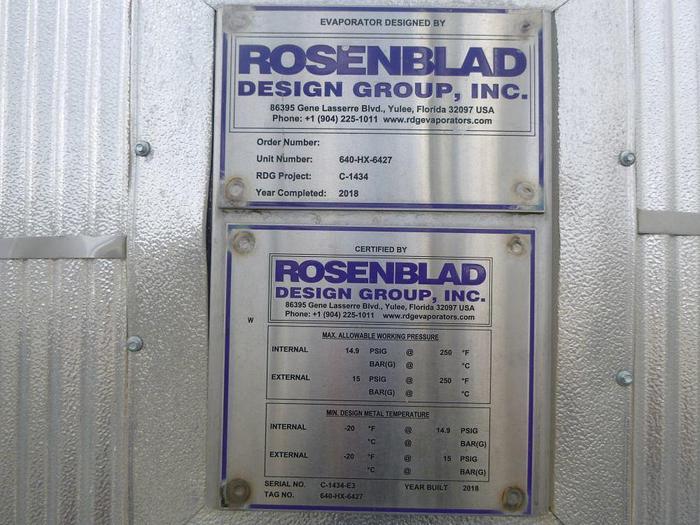 EVAPORATOR DESIGNED BY
ROSENBLAD
DESIGN GROUP, INC.
86395 Gene Lasserre Blvd., Yulee, Florida 32097 USA
Phone: +1 (904) 225-1011 www.rdgevaporators.com
Order Number:
Unit Number: 640-HX-6427
RDG Project: C-1434
Year Completed: 2018
CERTIFIED BY
ROSENBLAD
DESIGN GROUP, INC.
86395 Gene Lasserre Blvd., Yulee, Florida 32097 USA
Phone: +1 (904) 225-1011 www.rdgevaporators.com
W
MAX. ALLOWABLE WORKING PRESSURE
INTERNAL 14.9 PSIG @ 250 °F
BAR(G) @ °C
EXTERNAL 15 PSIG @ 250 °F
BAR(G) @ °C
MIN. DESIGN METAL TEMPERATURE
INTERNAL -20 °F @ 14.9 PSIG
°C @ BAR(G)
EXTERNAL -20 °F @ 15 PSIG
°C @ BAR(G)
SERIAL NO. C-1434-E3 YEAR BUILT 2018
TAG NO. 640-HX-6427